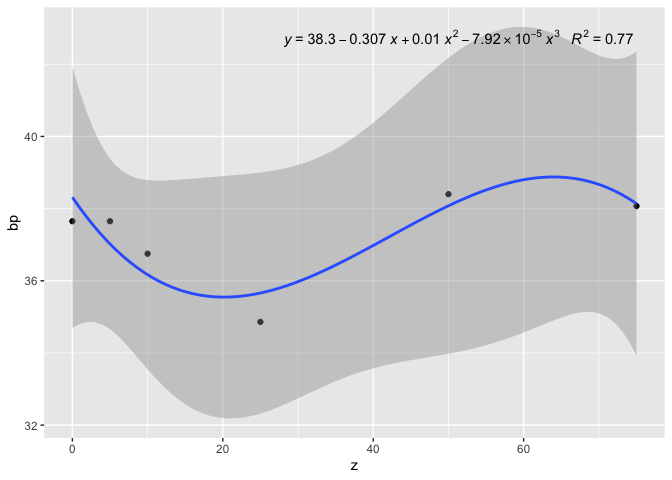 y = 38.3 − 0.307 x + 0.01 x² − 7.92 × 10⁻⁵ x³ R² = 0.77
40
36
32
bp
0 20 40 60
z